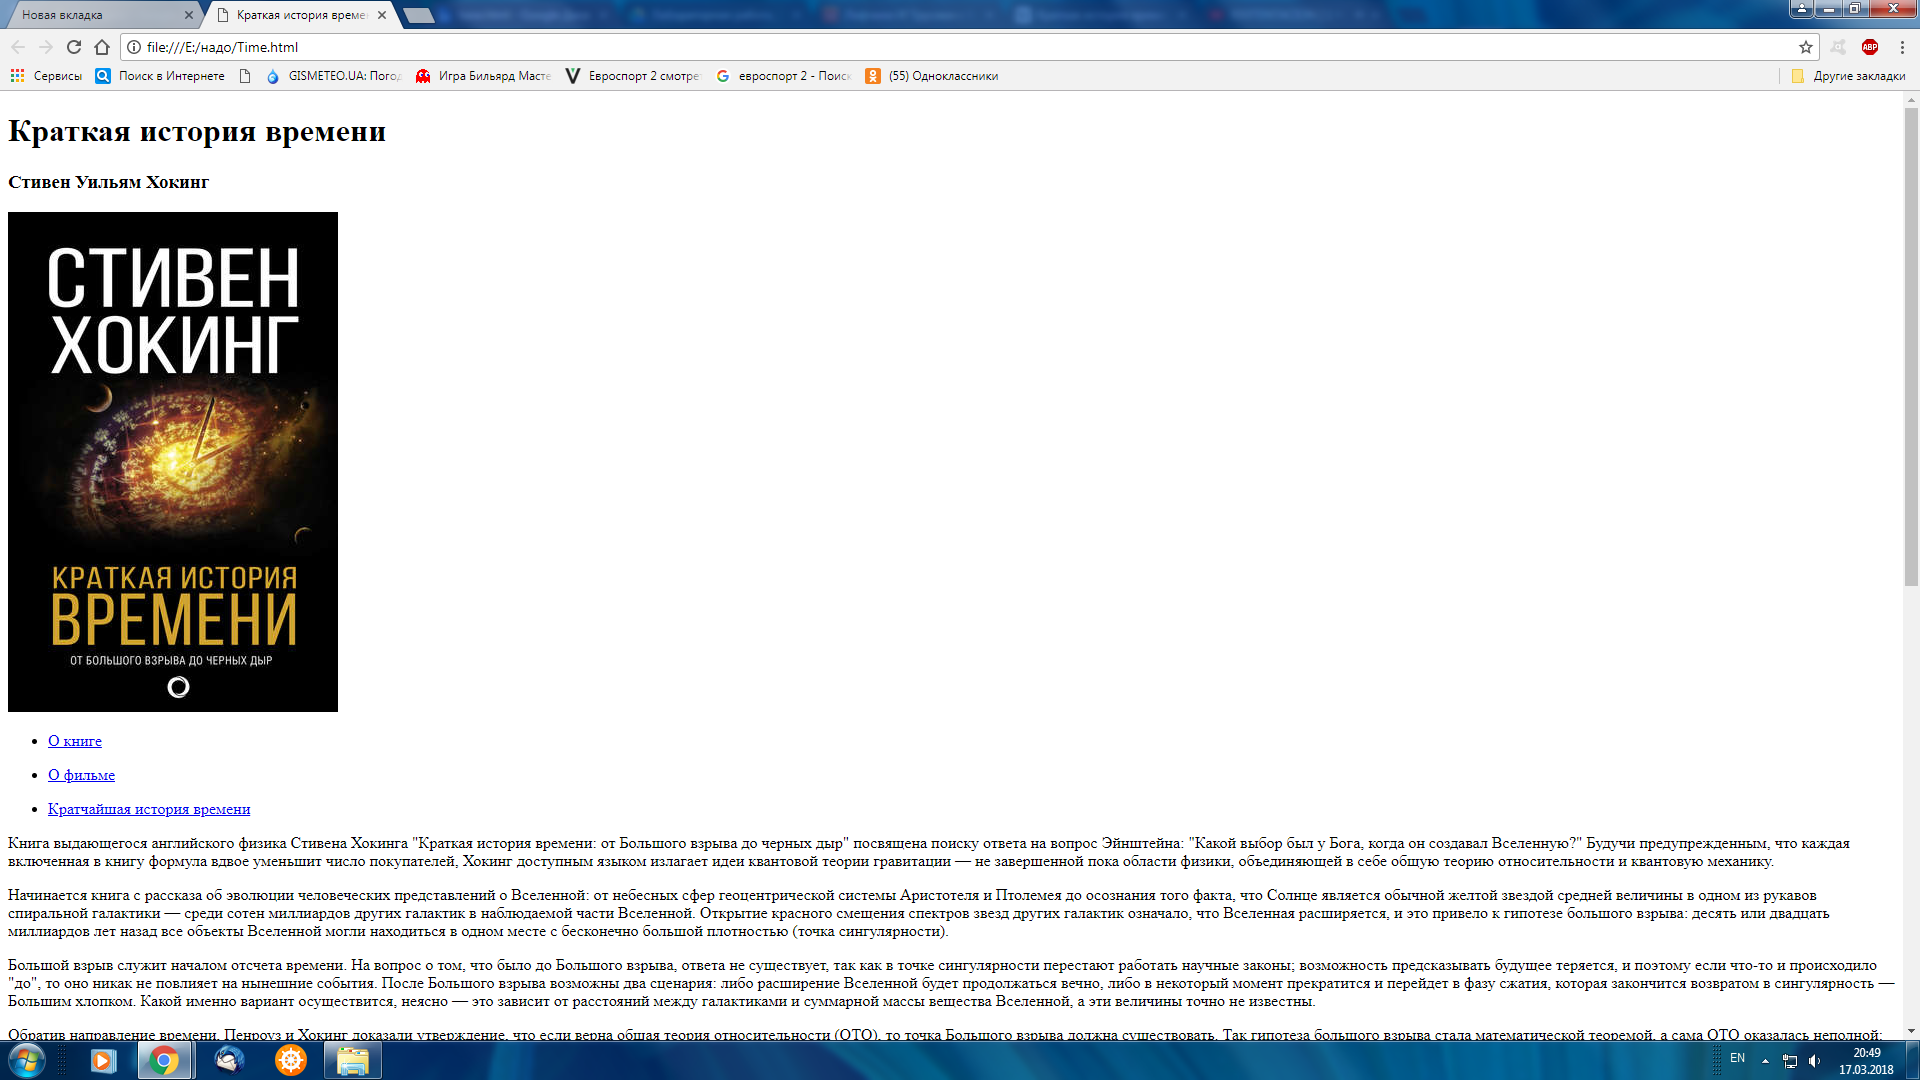 Новая вкладка
Краткая история време
file:///E:/надо/Time.html
Сервисы
Поиск в Интернете
GISMETEO.UA: Пого
Игра Бильярд Масте
Евроспорт 2 смотре
евроспорт 2 - Поиск
(55) Одноклассники
Другие закладки
Краткая история времени
Стивен Уильям Хокинг
СТИВЕН
ХОКИНГ
КРАТКАЯ ИСТОРИЯ
ВРЕМЕНИ
ОТ БОЛЬШОГО ВЗРЫВА ДО ЧЕРНЫХ ДЫР
О книге
О фильме
Кратчайшая история времени
Книга выдающегося английского физика Стивена Хокинга "Краткая история времени: от Большого взрыва до черных дыр" посвящена поиску ответа на вопрос Эйнштейна: "Какой выбор был у Бога, когда он создавал Вселенную?" Будучи предупрежденным, что каждая
включенная в книгу формула вдвое уменьшит число покупателей, Хокинг доступным языком излагает идеи квантовой теории гравитации — не завершенной пока области физики, объединяющей в себе общую теорию относительности и квантовую механику.
Начинается книга с рассказа об эволюции человеческих представлений о Вселенной: от небесных сфер геоцентрической системы Аристотеля и Птолемея до осознания того факта, что Солнце является обычной желтой звездой средней величины в одном из рукавов
спиральной галактики — среди сотен миллиардов других галактик в наблюдаемой части Вселенной. Открытие красного смещения спектров звезд других галактик означало, что Вселенная расширяется, и это привело к гипотезе большого взрыва: десять или двадцать
миллиардов лет назад все объекты Вселенной могли находиться в одном месте с бесконечно большой плотностью (точка сингулярности).
Большой взрыв служит началом отсчета времени. На вопрос о том, что было до Большого взрыва, ответа не существует, так как в точке сингулярности перестают работать научные законы; возможность предсказывать будущее теряется, и поэтому если что-то и происходило
"до", то оно никак не повлияет на нынешние события. После Большого взрыва возможны два сценария: либо расширение Вселенной будет продолжаться вечно, либо в некоторый момент прекратится и перейдет в фазу сжатия, которая закончится возвратом в сингулярность —
Большим хлопком. Какой именно вариант осуществится, неясно — это зависит от расстояний между галактиками и суммарной массы вещества Вселенной, а эти величины точно не известны.
Обратив направление времени, Пенроуз и Хокинг доказали утверждение, что если верна общая теория относительности (ОТО), то точка Большого взрыва должна существовать. Так гипотеза большого взрыва стала математической теоремой, а сама ОТО оказалась неполной:
ABP
EN
20:49
17.03.2018